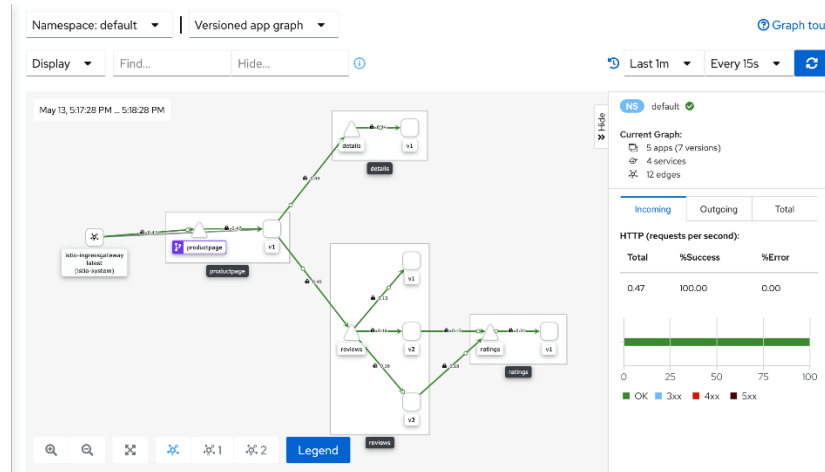 Namespace: default
Versioned app graph
Graph tou
Display
Find...
Hide...
Last 1m
Every 15s
May 13, 5:17:28 PM ... 5:18:28 PM
Hide
NS default
Current Graph:
5 apps (7 versions)
4 services
12 edges
Incoming
Outgoing
Total
HTTP (requests per second):
Total %Success %Error
0.47 100.00 0.00
0 25 50 75 100
OK 3xx 4xx 5xx
details
v1
details
istio-ingressgateway
latest
(istio-system)
productpage
v1
productpage
v1
reviews
v2
v3
reviews
ratings
v1
ratings
1
2
Legend